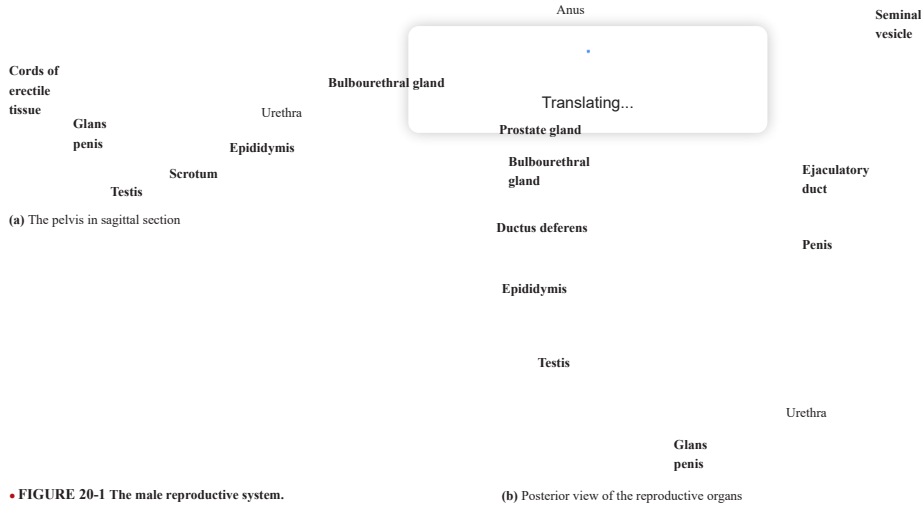 Anus
Seminal
vesicle
Cords of
erectile
tissue
Bulbourethral gland
Translating...
Urethra
Glans
penis
Prostate gland
Epididymis
Bulbourethral
gland
Ejaculatory
duct
Scrotum
Testis
(a) The pelvis in sagittal section
Ductus deferens
Penis
Epididymis
Testis
Urethra
Glans
penis
• FIGURE 20-1 The male reproductive system.
(b) Posterior view of the reproductive organs